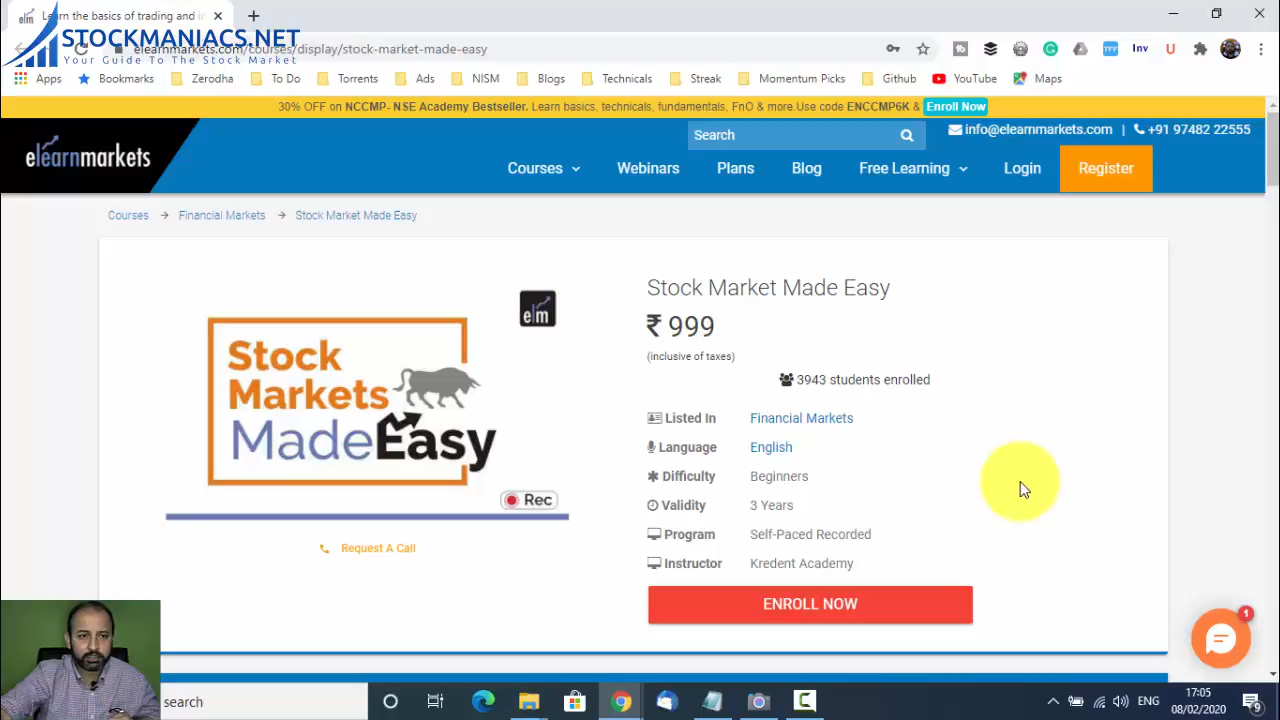 Learn the basics of trading and in
STOCKMANIACS.NET
Your Guide To The Stock Market
elearnmarkets.com/courses/display/stock-market-made-easy
Inv
Apps
Bookmarks
Zerodha
To Do
Torrents
Ads
NISM
Blogs
Technicals
Streak
Momentum Picks
Github
YouTube
Maps
30% OFF on NCCMP- NSE Academy Bestseller. Learn basics, technicals, fundamentals, FnO & more.Use code ENCCMP6K & Enroll Now
Search
info@elearnmarkets.com | +91 97482 22555
elearnmarkets
Courses
Webinars
Plans
Blog
Free Learning
Login
Register
Courses → Financial Markets → Stock Market Made Easy
elm
Stock
Markets
MadeEasy
Rec
Request A Call
Stock Market Made Easy
₹ 999
(inclusive of taxes)
3943 students enrolled
Listed In Financial Markets
Language English
Difficulty Beginners
Validity 3 Years
Program Self-Paced Recorded
Instructor Kredent Academy
ENROLL NOW
1
search
ENG
17:05
08/02/2020
9